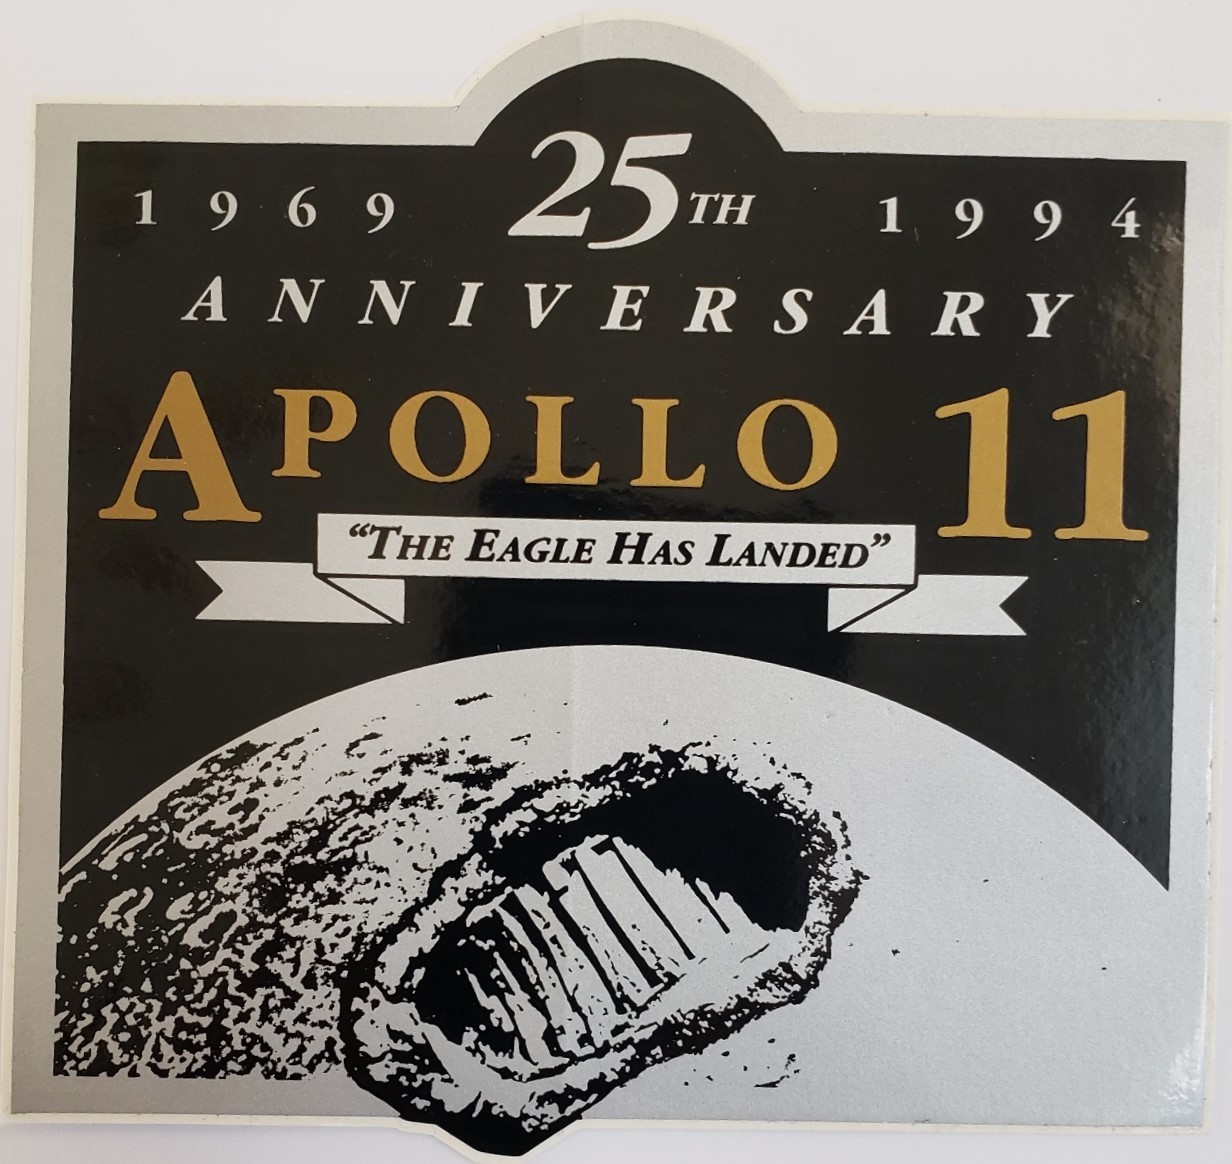 1969 25TH 1994
ANNIVERSARY
APOLLO 11
"THE EAGLE HAS LANDED"